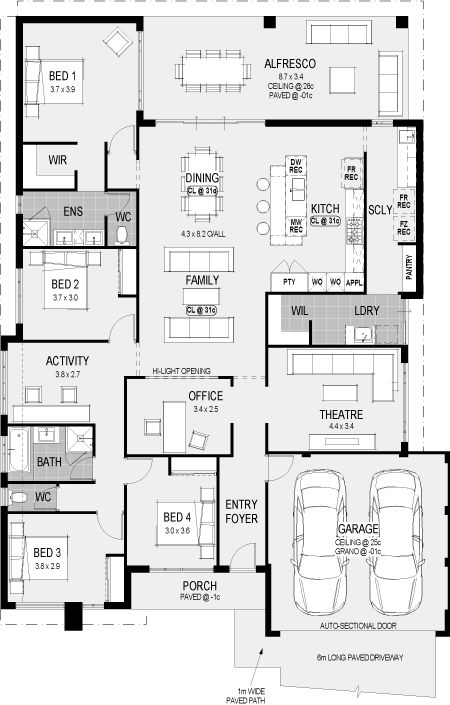 BED 1
3.7 x 3.9
ALFRESCO
8.7 x 3.4
CEILING @ 28c
PAVED @ -01c
WIR
DINING
CL @ 31c
DW
REC
FR
REC
ENS
WC
4.3 x 8.2 O/ALL
MW
REC
KITCH
CL @ 31c
SCLY
FR
REC
FZ
REC
BED 2
3.7 x 3.0
FAMILY
CL @ 31c
PTY
WO
WO
APPL
PANTRY
WIL
LDRY
ACTIVITY
3.8 x 2.7
HI-LIGHT OPENING
OFFICE
3.4 x 2.5
THEATRE
4.4 x 3.4
BATH
WC
BED 4
3.0 x 3.6
ENTRY
FOYER
GARAGE
CEILING @ 25c
GRANO @ -01c
BED 3
3.8 x 2.9
PORCH
PAVED @ -1c
AUTO-SECTIONAL DOOR
6m LONG PAVED DRIVEWAY
1m WIDE
PAVED PATH